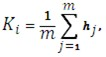 K_i = \frac{1}{m} \sum_{j=1}^{m} h_j,